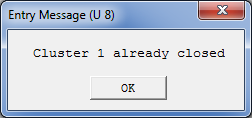 Entry Message (U 8)
Cluster 1 already closed
OK